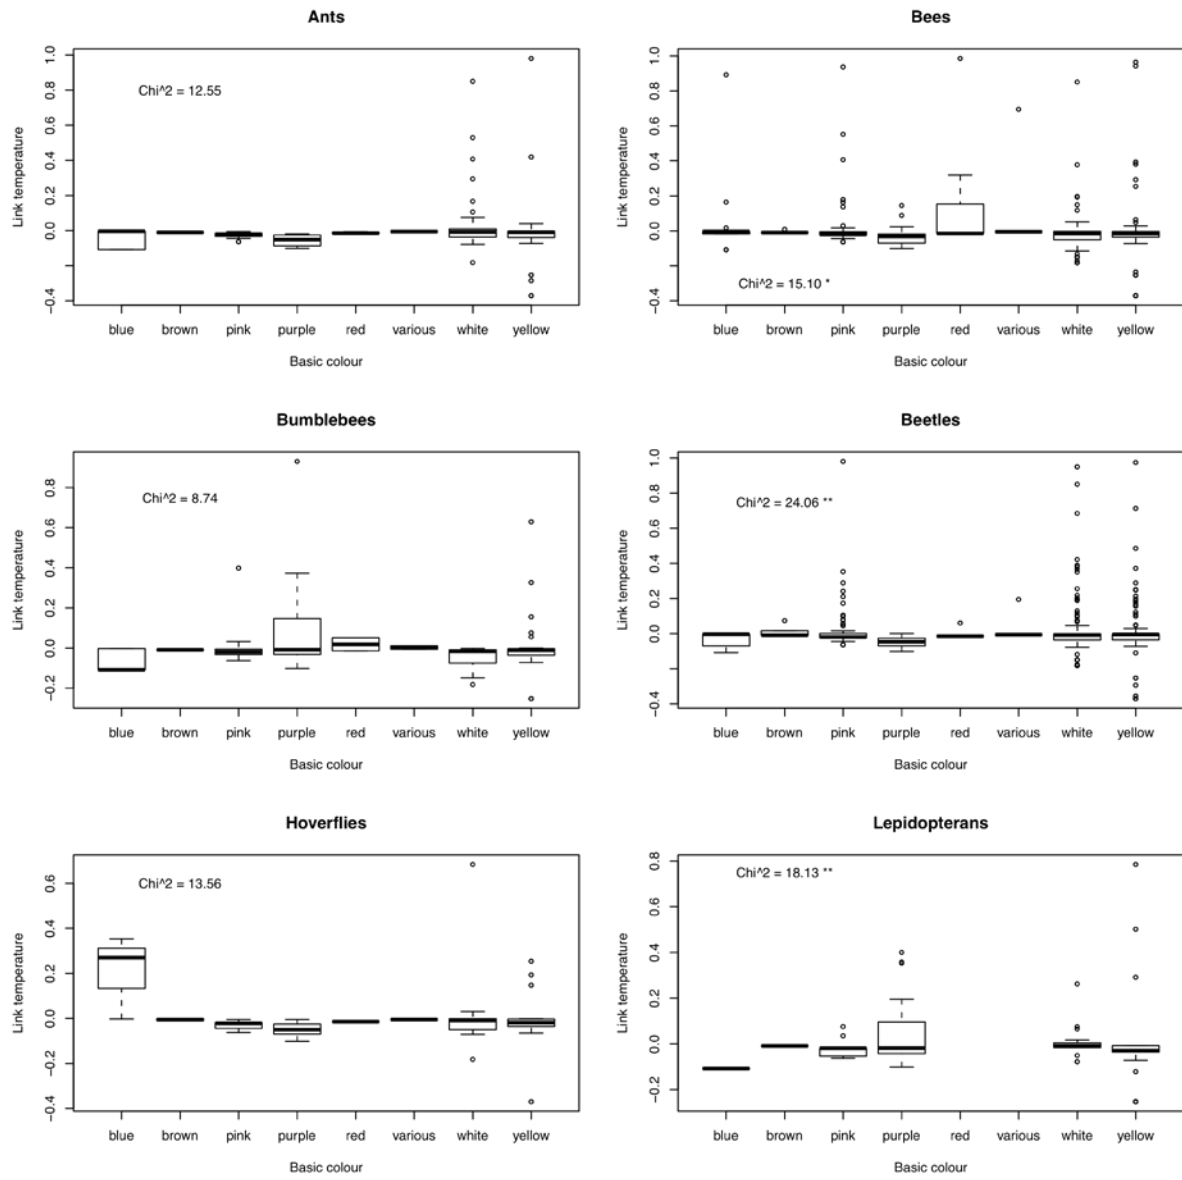 Ants
Link temperature
1.0
0.8
0.6
0.4
0.2
0.0
−0.4
Chi^2 = 12.55
blue brown pink purple red various white yellow
Basic colour
Bees
Link temperature
1.0
0.8
0.6
0.4
0.2
0.0
−0.4
Chi^2 = 15.10 *
blue brown pink purple red various white yellow
Basic colour
Bumblebees
Link temperature
0.8
0.6
0.4
0.2
0.0
−0.2
Chi^2 = 8.74
blue brown pink purple red various white yellow
Basic colour
Beetles
Link temperature
1.0
0.8
0.6
0.4
0.2
0.0
−0.4
Chi^2 = 24.06 **
blue brown pink purple red various white yellow
Basic colour
Hoverflies
Link temperature
0.6
0.4
0.2
0.0
−0.2
−0.4
Chi^2 = 13.56
blue brown pink purple red various white yellow
Basic colour
Lepidopterans
Link temperature
0.8
0.6
0.4
0.2
0.0
−0.2
Chi^2 = 18.13 **
blue brown pink purple red various white yellow
Basic colour